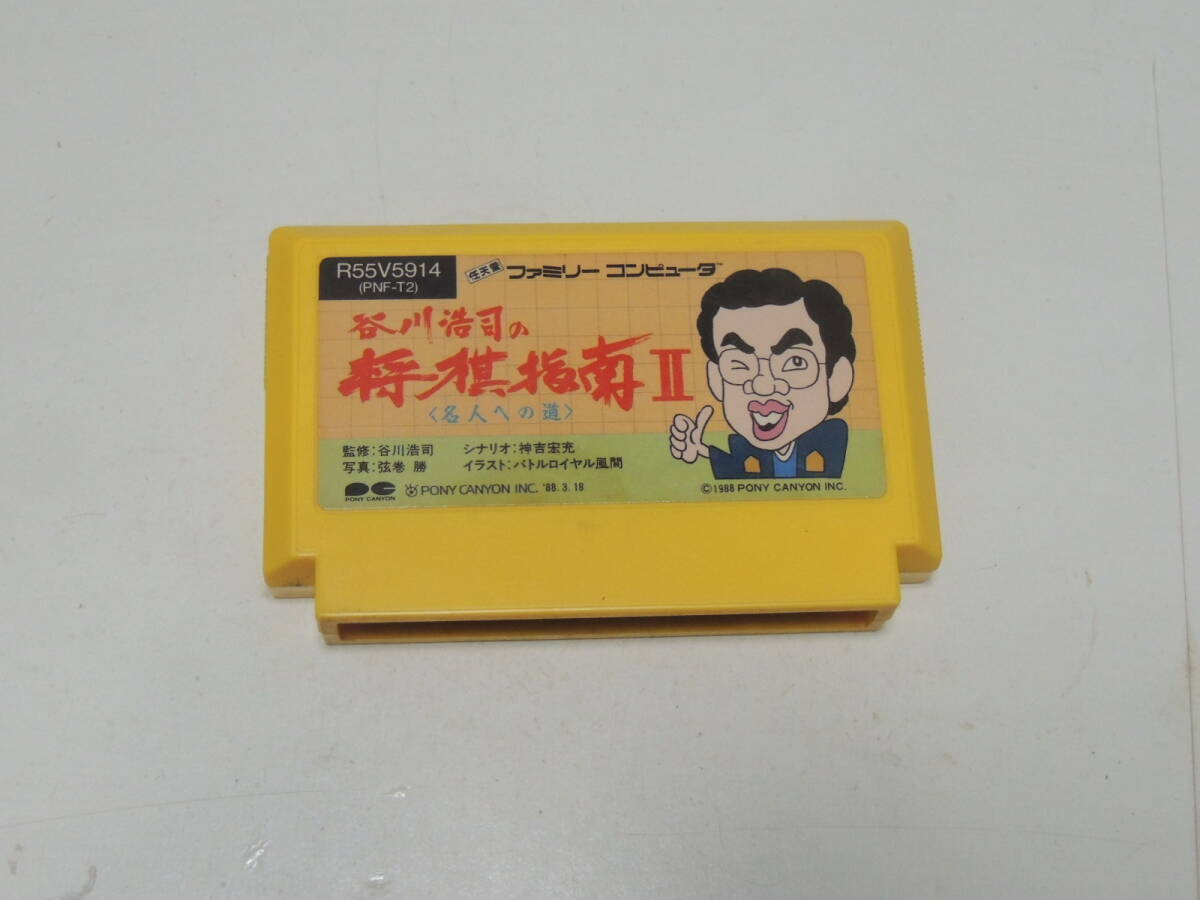 R55V5914
(PNF-T2)
任天堂 ファミリー コンピュータ™
谷川浩司の
将棋指南Ⅱ
〈名人への道〉
監修:谷川浩司 シナリオ:神吉宏充
写真:弦巻 勝 イラスト:バトルロイヤル風間
PONY CANYON
PONY CANYON INC. '88.3.18
©1988 PONY CANYON INC.